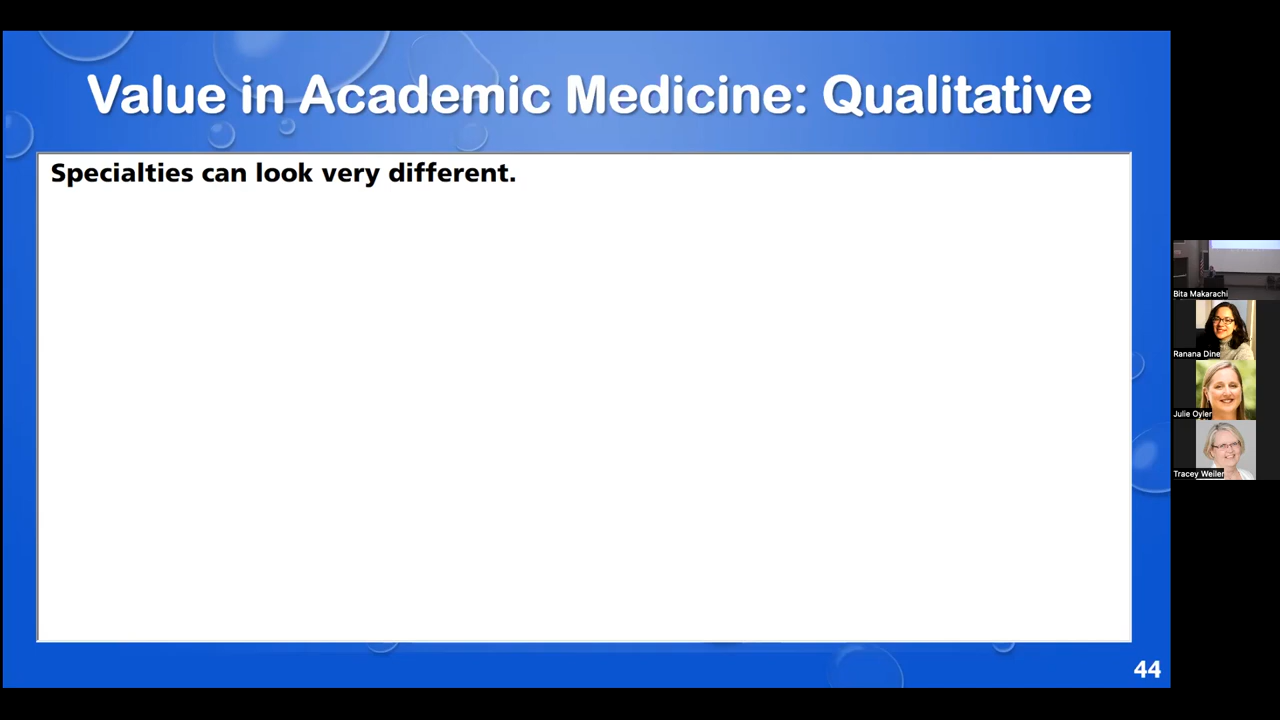 Value in Academic Medicine: Qualitative
Specialties can look very different.
Bita Makarachi
Ranana Dine
Julie Oyler
Tracey Weiler
44